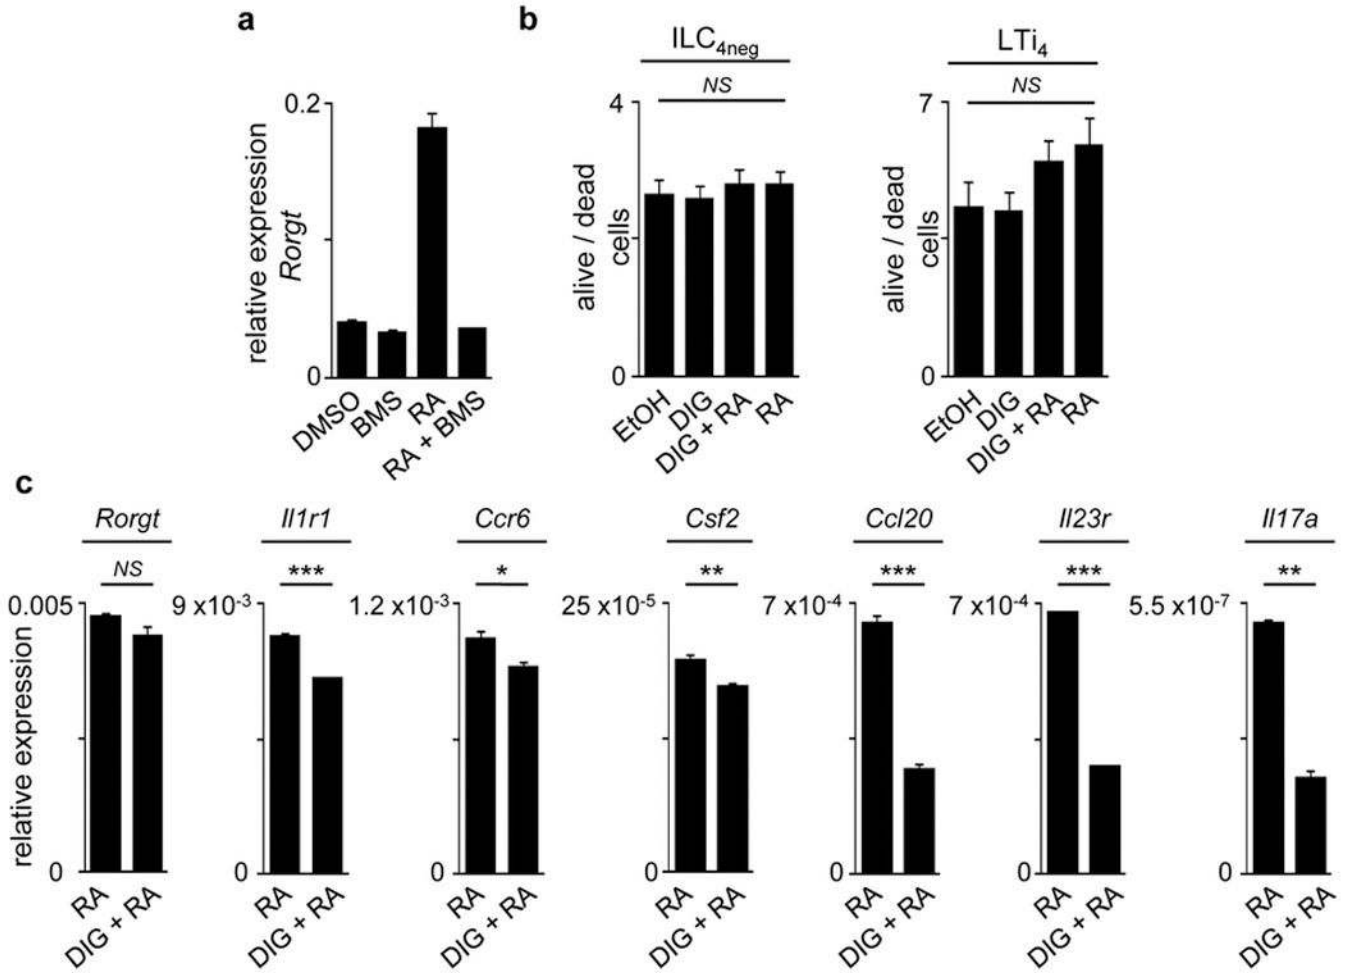 a
relative expression
Rorgt
0.2
0
DMSO
BMS
RA
RA + BMS
b
ILC4neg
NS
alive / dead
cells
4
0
EtOH
DIG
DIG + RA
RA
LTi4
NS
alive / dead
cells
7
0
EtOH
DIG
DIG + RA
RA
c
relative expression
Rorgt
NS
0.005
0
RA
DIG + RA
Il1r1
***
9 x10-3
0
RA
DIG + RA
Ccr6
*
1.2 x10-3
0
RA
DIG + RA
Csf2
**
25 x10-5
0
RA
DIG + RA
Ccl20
***
7 x10-4
0
RA
DIG + RA
Il23r
***
7 x10-4
0
RA
DIG + RA
Il17a
**
5.5 x10-7
0
RA
DIG + RA